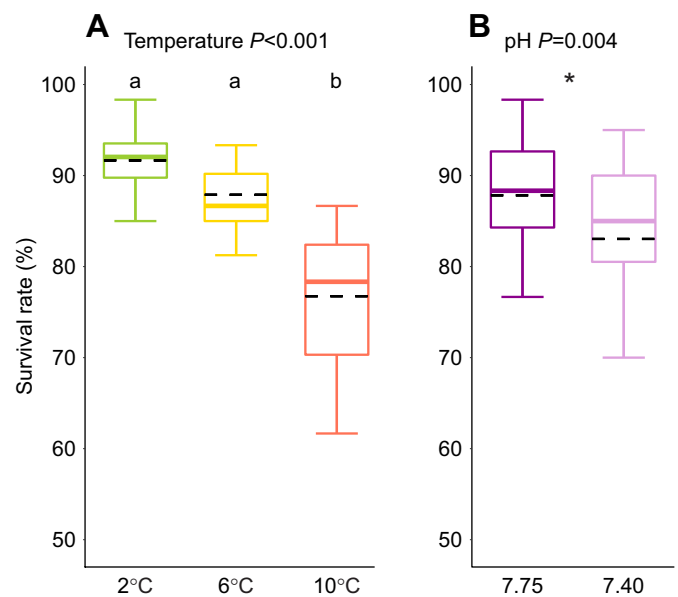 A
Temperature P<0.001
Survival rate (%)
100
90
80
70
60
50
a
a
b
2°C
6°C
10°C
B
pH P=0.004
100
90
80
70
60
50
*
7.75
7.40